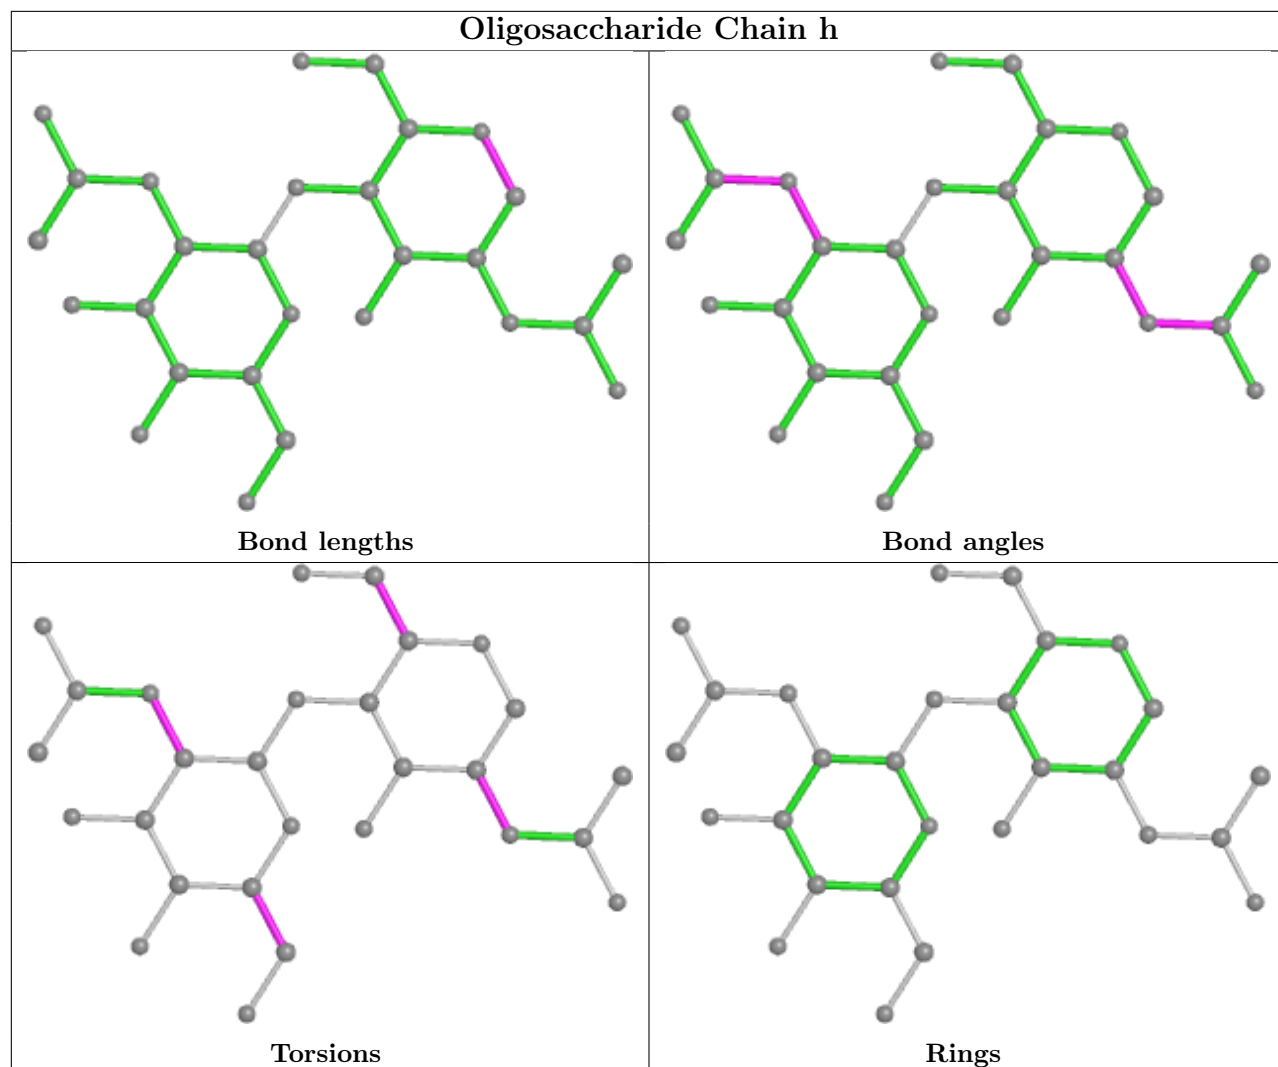 Oligosaccharide Chain h
Bond lengths
Bond angles
Torsions
Rings